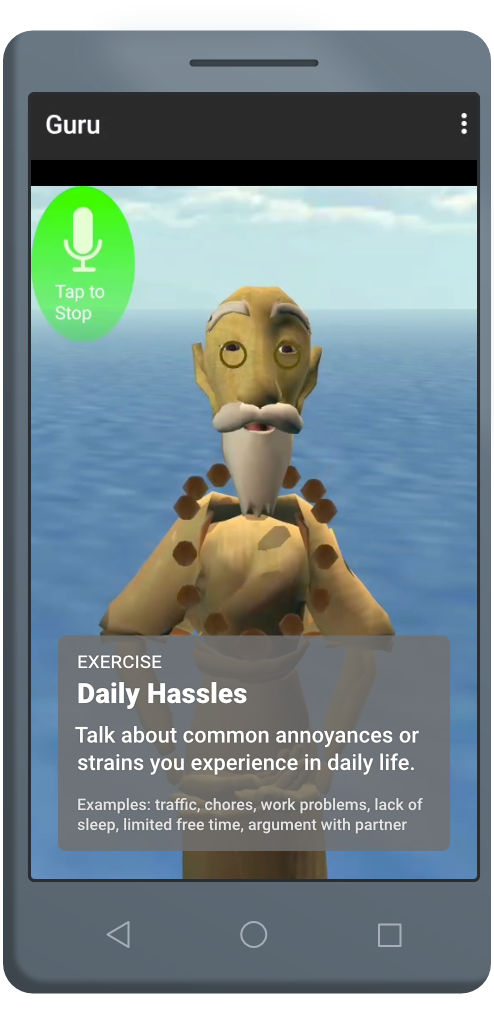 Guru
Tap to
Stop
EXERCISE
Daily Hassles
Talk about common annoyances or
strains you experience in daily life.
Examples: traffic, chores, work problems, lack of
sleep, limited free time, argument with partner